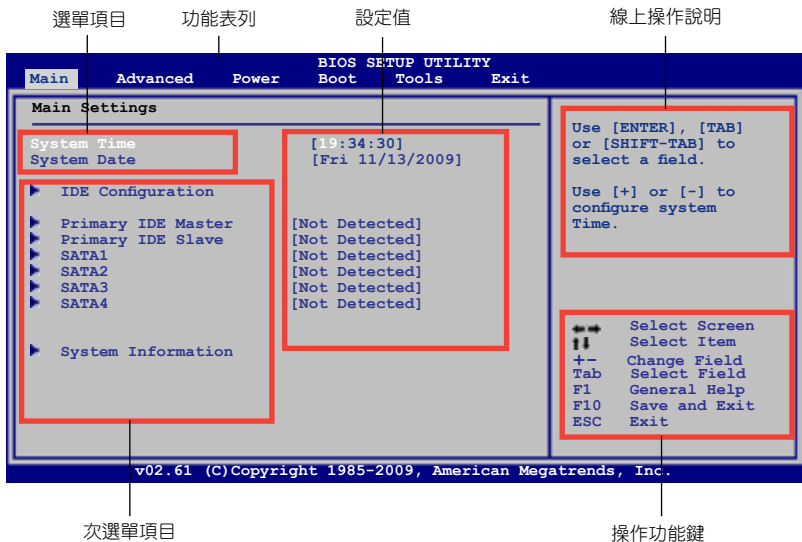 選單項目 功能表列 設定值 線上操作說明
BIOS SETUP UTILITY
Main Advanced Power Boot Tools Exit
Main Settings
System Time [19:34:30]
System Date [Fri 11/13/2009]
IDE Configuration
Primary IDE Master [Not Detected]
Primary IDE Slave [Not Detected]
SATA1 [Not Detected]
SATA2 [Not Detected]
SATA3 [Not Detected]
SATA4 [Not Detected]
System Information
Use [ENTER], [TAB]
or [SHIFT-TAB] to
select a field.
Use [+] or [-] to
configure system
Time.
←→ Select Screen
↑↓ Select Item
+- Change Field
Tab Select Field
F1 General Help
F10 Save and Exit
ESC Exit
v02.61 (C)Copyright 1985-2009, American Megatrends, Inc.
次選單項目 操作功能鍵